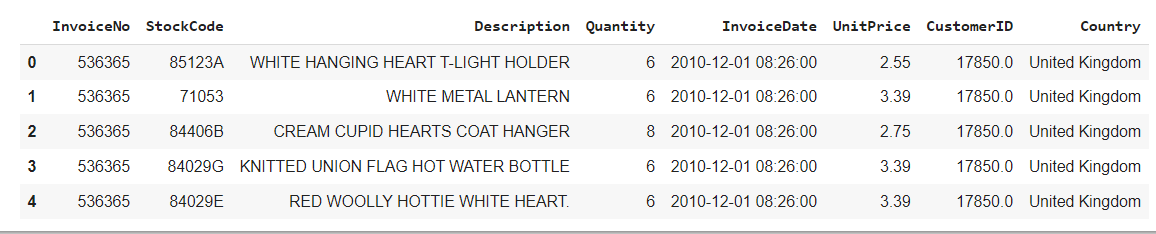 InvoiceNo StockCode Description Quantity InvoiceDate UnitPrice CustomerID Country
0 536365 85123A WHITE HANGING HEART T-LIGHT HOLDER 6 2010-12-01 08:26:00 2.55 17850.0 United Kingdom
1 536365 71053 WHITE METAL LANTERN 6 2010-12-01 08:26:00 3.39 17850.0 United Kingdom
2 536365 84406B CREAM CUPID HEARTS COAT HANGER 8 2010-12-01 08:26:00 2.75 17850.0 United Kingdom
3 536365 84029G KNITTED UNION FLAG HOT WATER BOTTLE 6 2010-12-01 08:26:00 3.39 17850.0 United Kingdom
4 536365 84029E RED WOOLLY HOTTIE WHITE HEART. 6 2010-12-01 08:26:00 3.39 17850.0 United Kingdom